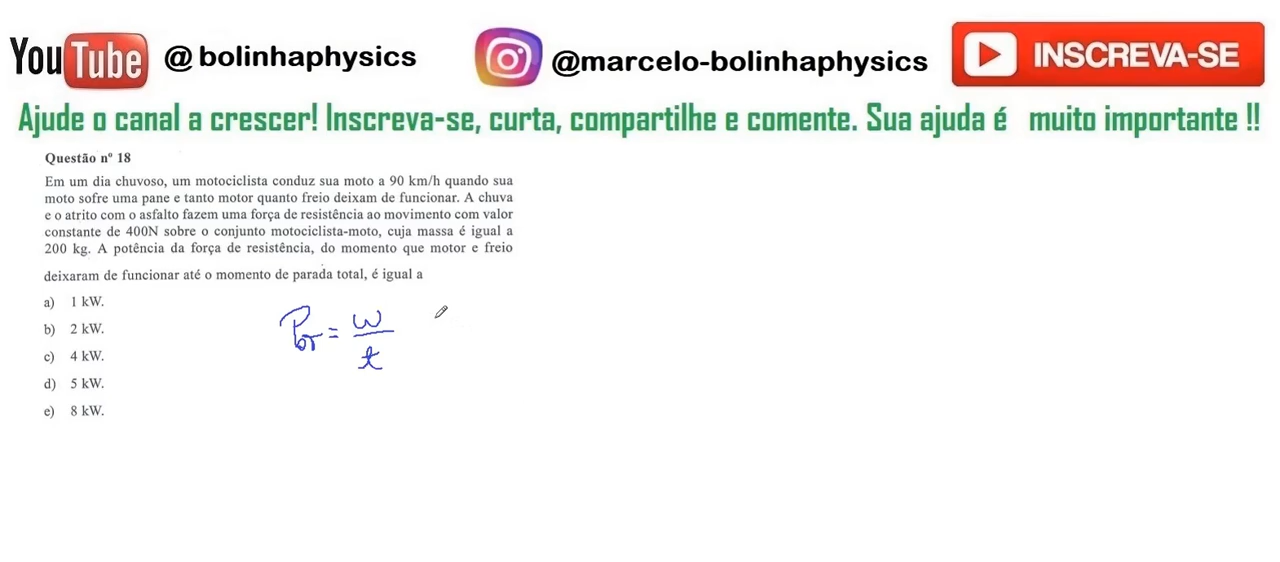 YouTube @ bolinhaphysics @marcelo-bolinhaphysics INSCREVA-SE
Ajude o canal a crescer! Inscreva-se, curta, compartilhe e comente. Sua ajuda é muito importante !!
Questão nº 18
Em um dia chuvoso, um motociclista conduz sua moto a 90 km/h quando sua
moto sofre uma pane e tanto motor quanto freio deixam de funcionar. A chuva
e o atrito com o asfalto fazem uma força de resistência ao movimento com valor
constante de 400N sobre o conjunto motociclista-moto, cuja massa é igual a
200 kg. A potência da força de resistência, do momento que motor e freio
deixaram de funcionar até o momento de parada total, é igual a
a) 1 kW.
b) 2 kW.
c) 4 kW.
d) 5 kW.
e) 8 kW.
= w
t